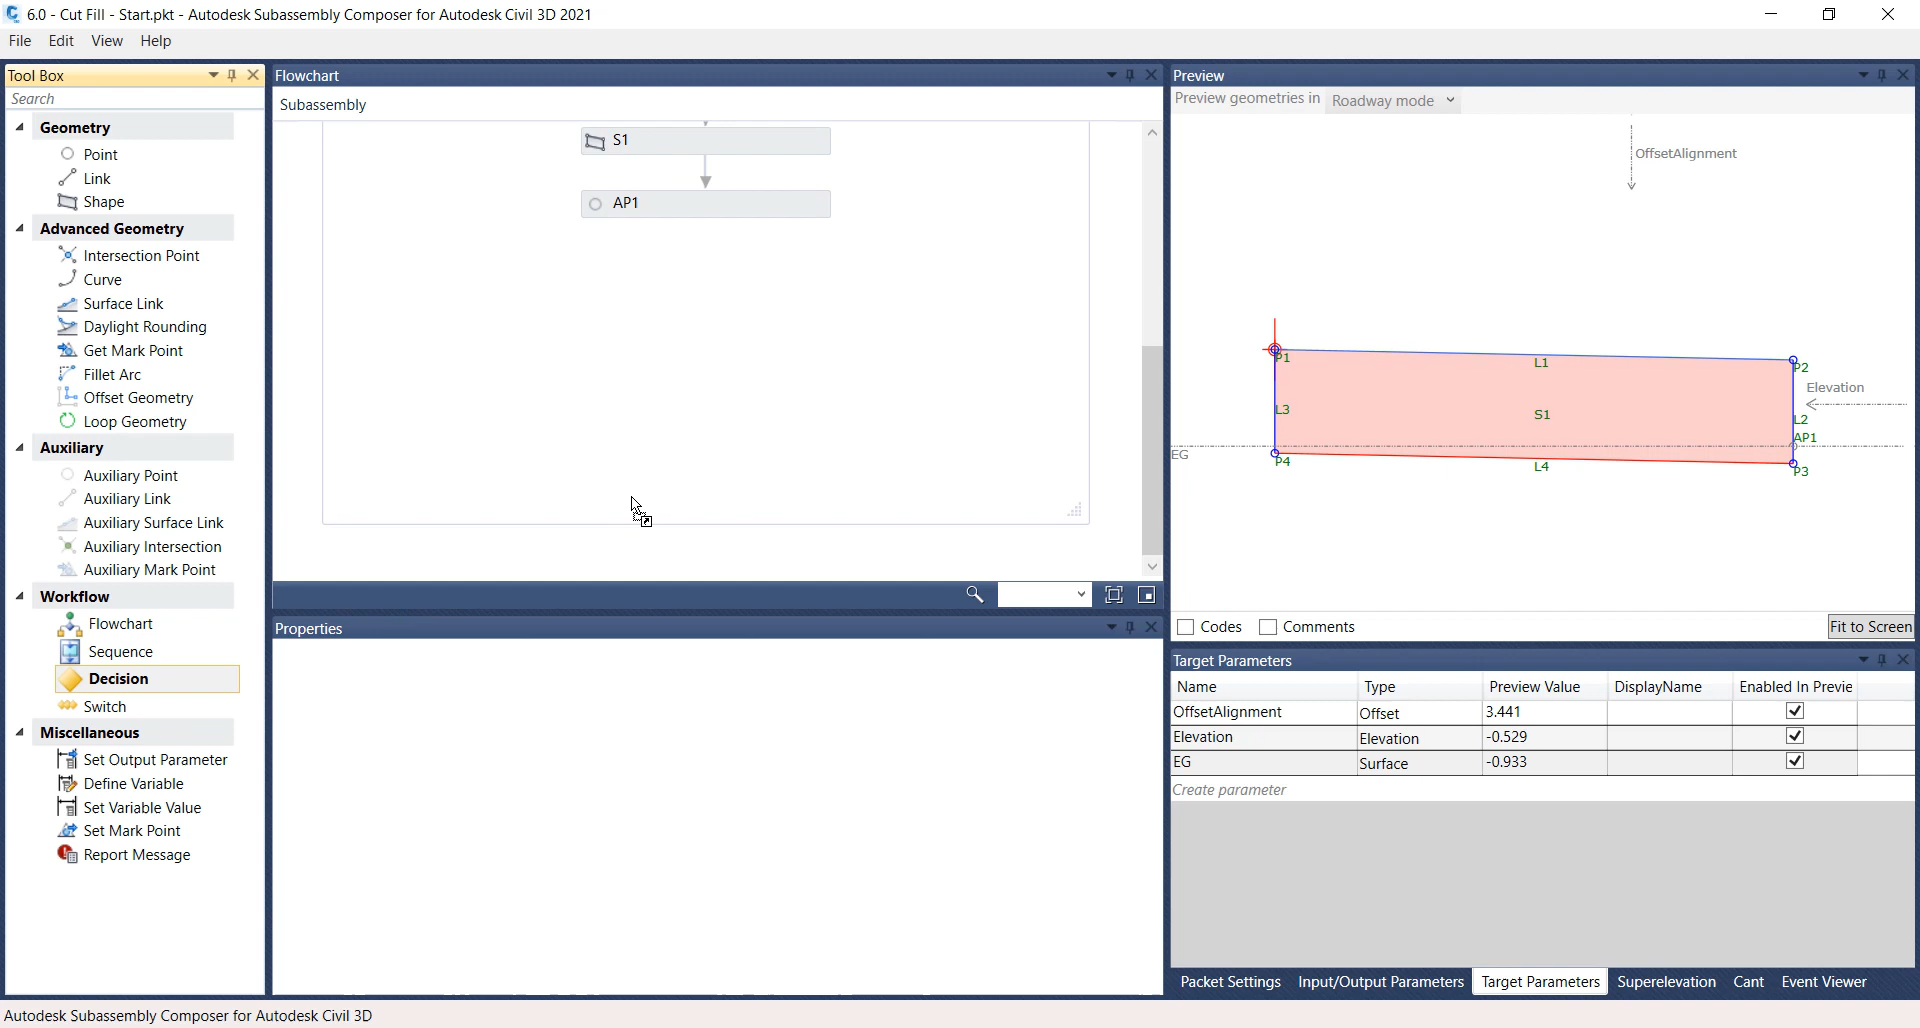 6.0 - Cut Fill - Start.pkt - Autodesk Subassembly Composer for Autodesk Civil 3D 2021
File Edit View Help
Tool Box
Search
Geometry
Point
Link
Shape
Advanced Geometry
Intersection Point
Curve
Surface Link
Daylight Rounding
Get Mark Point
Fillet Arc
Offset Geometry
Loop Geometry
Auxiliary
Auxiliary Point
Auxiliary Link
Auxiliary Surface Link
Auxiliary Intersection
Auxiliary Mark Point
Workflow
Flowchart
Sequence
Decision
Switch
Miscellaneous
Set Output Parameter
Define Variable
Set Variable Value
Set Mark Point
Report Message
Flowchart
Subassembly
S1
AP1
Properties
Preview
Preview geometries in Roadway mode
OffsetAlignment
P1
L1
P2
Elevation
L3
S1
L2
AP1
EG
P4
L4
P3
Codes Comments Fit to Screen
Target Parameters
Name Type Preview Value DisplayName Enabled In Previe
OffsetAlignment Offset 3.441
Elevation Elevation -0.529
EG Surface -0.933
Create parameter
Packet Settings Input/Output Parameters Target Parameters Superelevation Cant Event Viewer
Autodesk Subassembly Composer for Autodesk Civil 3D